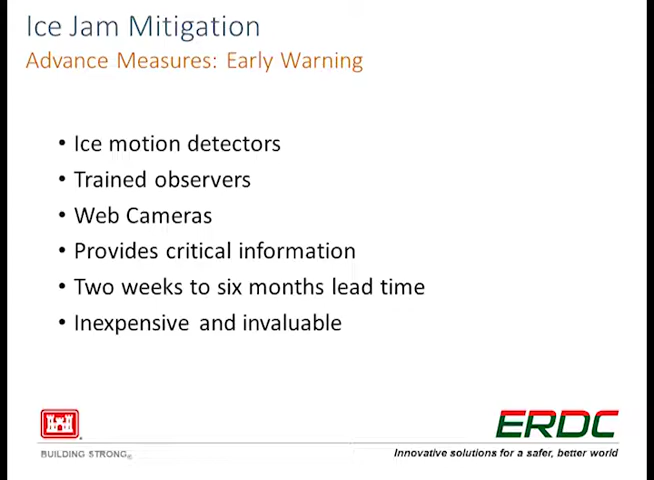 Ice Jam Mitigation
Advance Measures: Early Warning
• Ice motion detectors
• Trained observers
• Web Cameras
• Provides critical information
• Two weeks to six months lead time
• Inexpensive and invaluable
ERDC
BUILDING STRONG®
Innovative solutions for a safer, better world